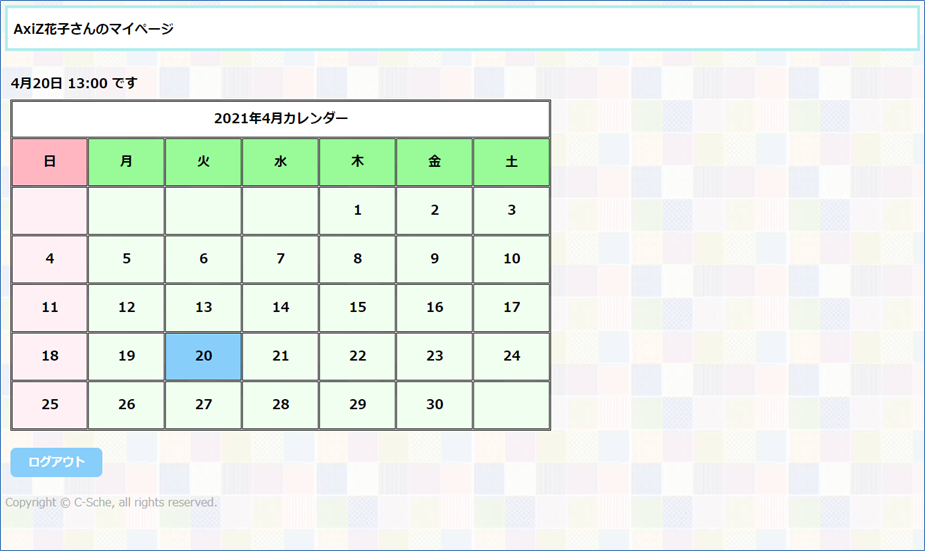 AxiZ花子さんのマイページ
4月20日 13:00 です
2021年4月カレンダー
日 月 火 水 木 金 土
1 2 3
4 5 6 7 8 9 10
11 12 13 14 15 16 17
18 19 20 21 22 23 24
25 26 27 28 29 30
ログアウト
Copyright © C-Sche, all rights reserved.